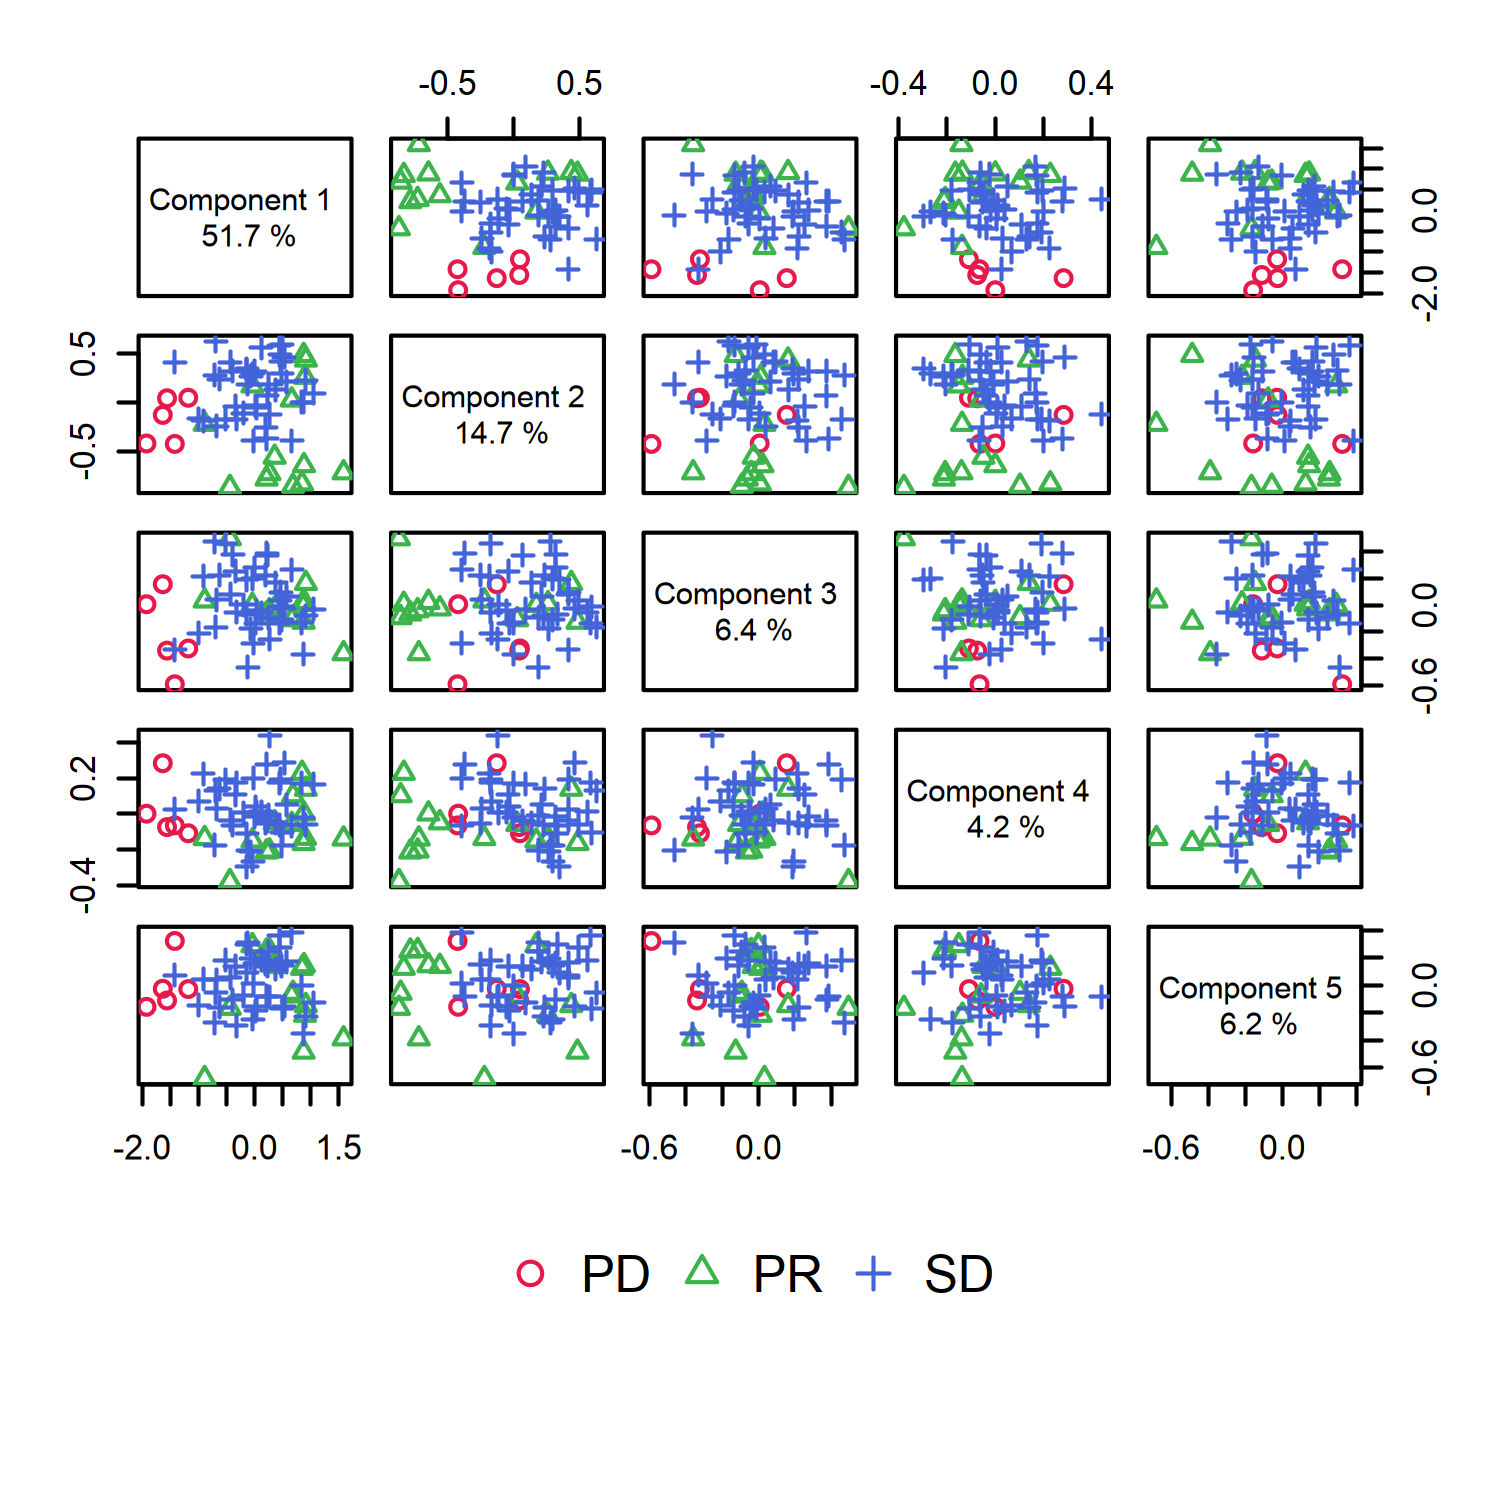 -0.5 0.5 -0.4 0.0 0.4
Component 1
51.7 %
0.0
-2.0
0.5
-0.5
Component 2
14.7 %
Component 3
6.4 %
0.0
-0.6
0.2
-0.4
Component 4
4.2 %
Component 5
6.2 %
0.0
-0.6
-2.0 0.0 1.5 -0.6 0.0 -0.6 0.0
PD PR SD